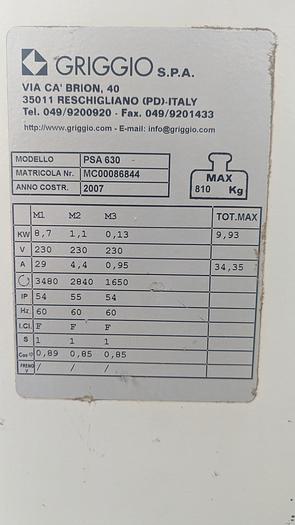 GRIGGIO S.P.A.
VIA CA' BRION, 40
35011 RESCHIGLIANO (PD)-ITALY
Tel. 049/9200920 - Fax. 049/9201433
http://www.griggio.com - E-mail: info@griggio.com
MODELLO PSA 630
MATRICOLA Nr. MC00086844
ANNO COSTR. 2007
MAX
810 Kg
M1 M2 M3 TOT.MAX
KW 8,7 1,1 0,13 9,93
V 230 230 230
A 29 4,4 0,95 34,35
3480 2840 1650
IP 54 55 54
Hz 60 60 60
I.Cl. F F F
S 1 1 1
Cos φ 0,89 0,85 0,85
FRENO / / /